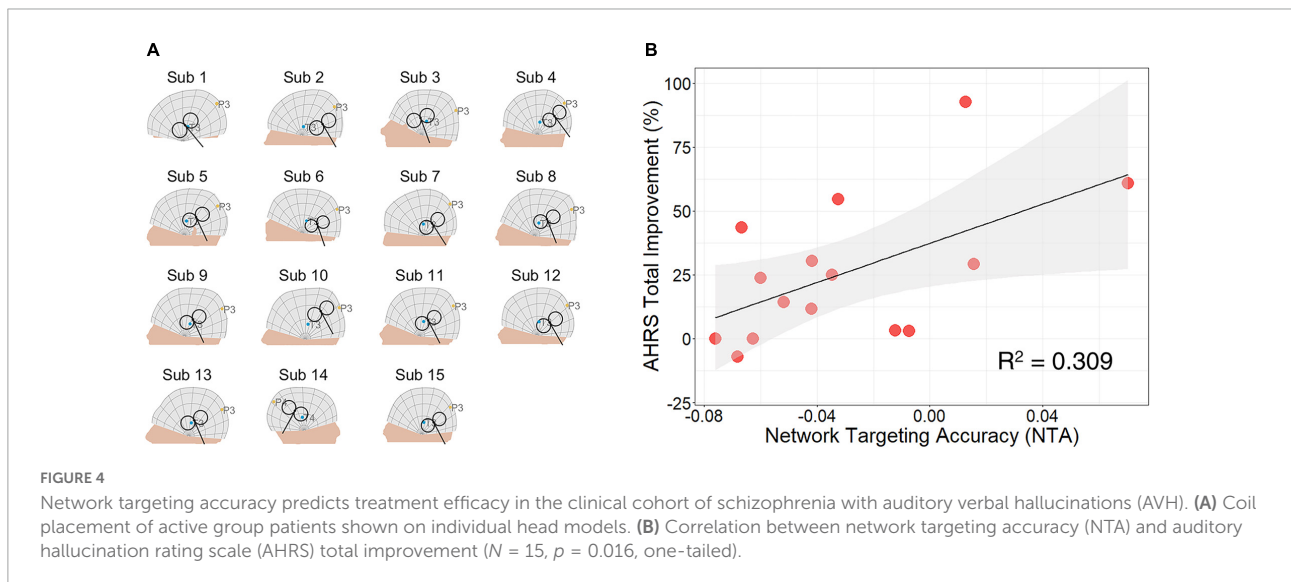 A
B
Sub 1
Sub 2
Sub 3
Sub 4
P3
P3
P3
P3
Sub 5
Sub 6
Sub 7
Sub 8
P3
P3
P3
P3
Sub 9
Sub 10
Sub 11
Sub 12
P3
T3
P3
P3
P3
Sub 13
Sub 14
Sub 15
P3
P4
T4
P3
AHRS Total Improvement (%)
100
75
50
25
0
-25
R² = 0.309
-0.08
-0.04
0.00
0.04
Network Targeting Accuracy (NTA)
FIGURE 4
Network targeting accuracy predicts treatment efficacy in the clinical cohort of schizophrenia with auditory verbal hallucinations (AVH). (A) Coil
placement of active group patients shown on individual head models. (B) Correlation between network targeting accuracy (NTA) and auditory
hallucination rating scale (AHRS) total improvement (N = 15, p = 0.016, one-tailed).